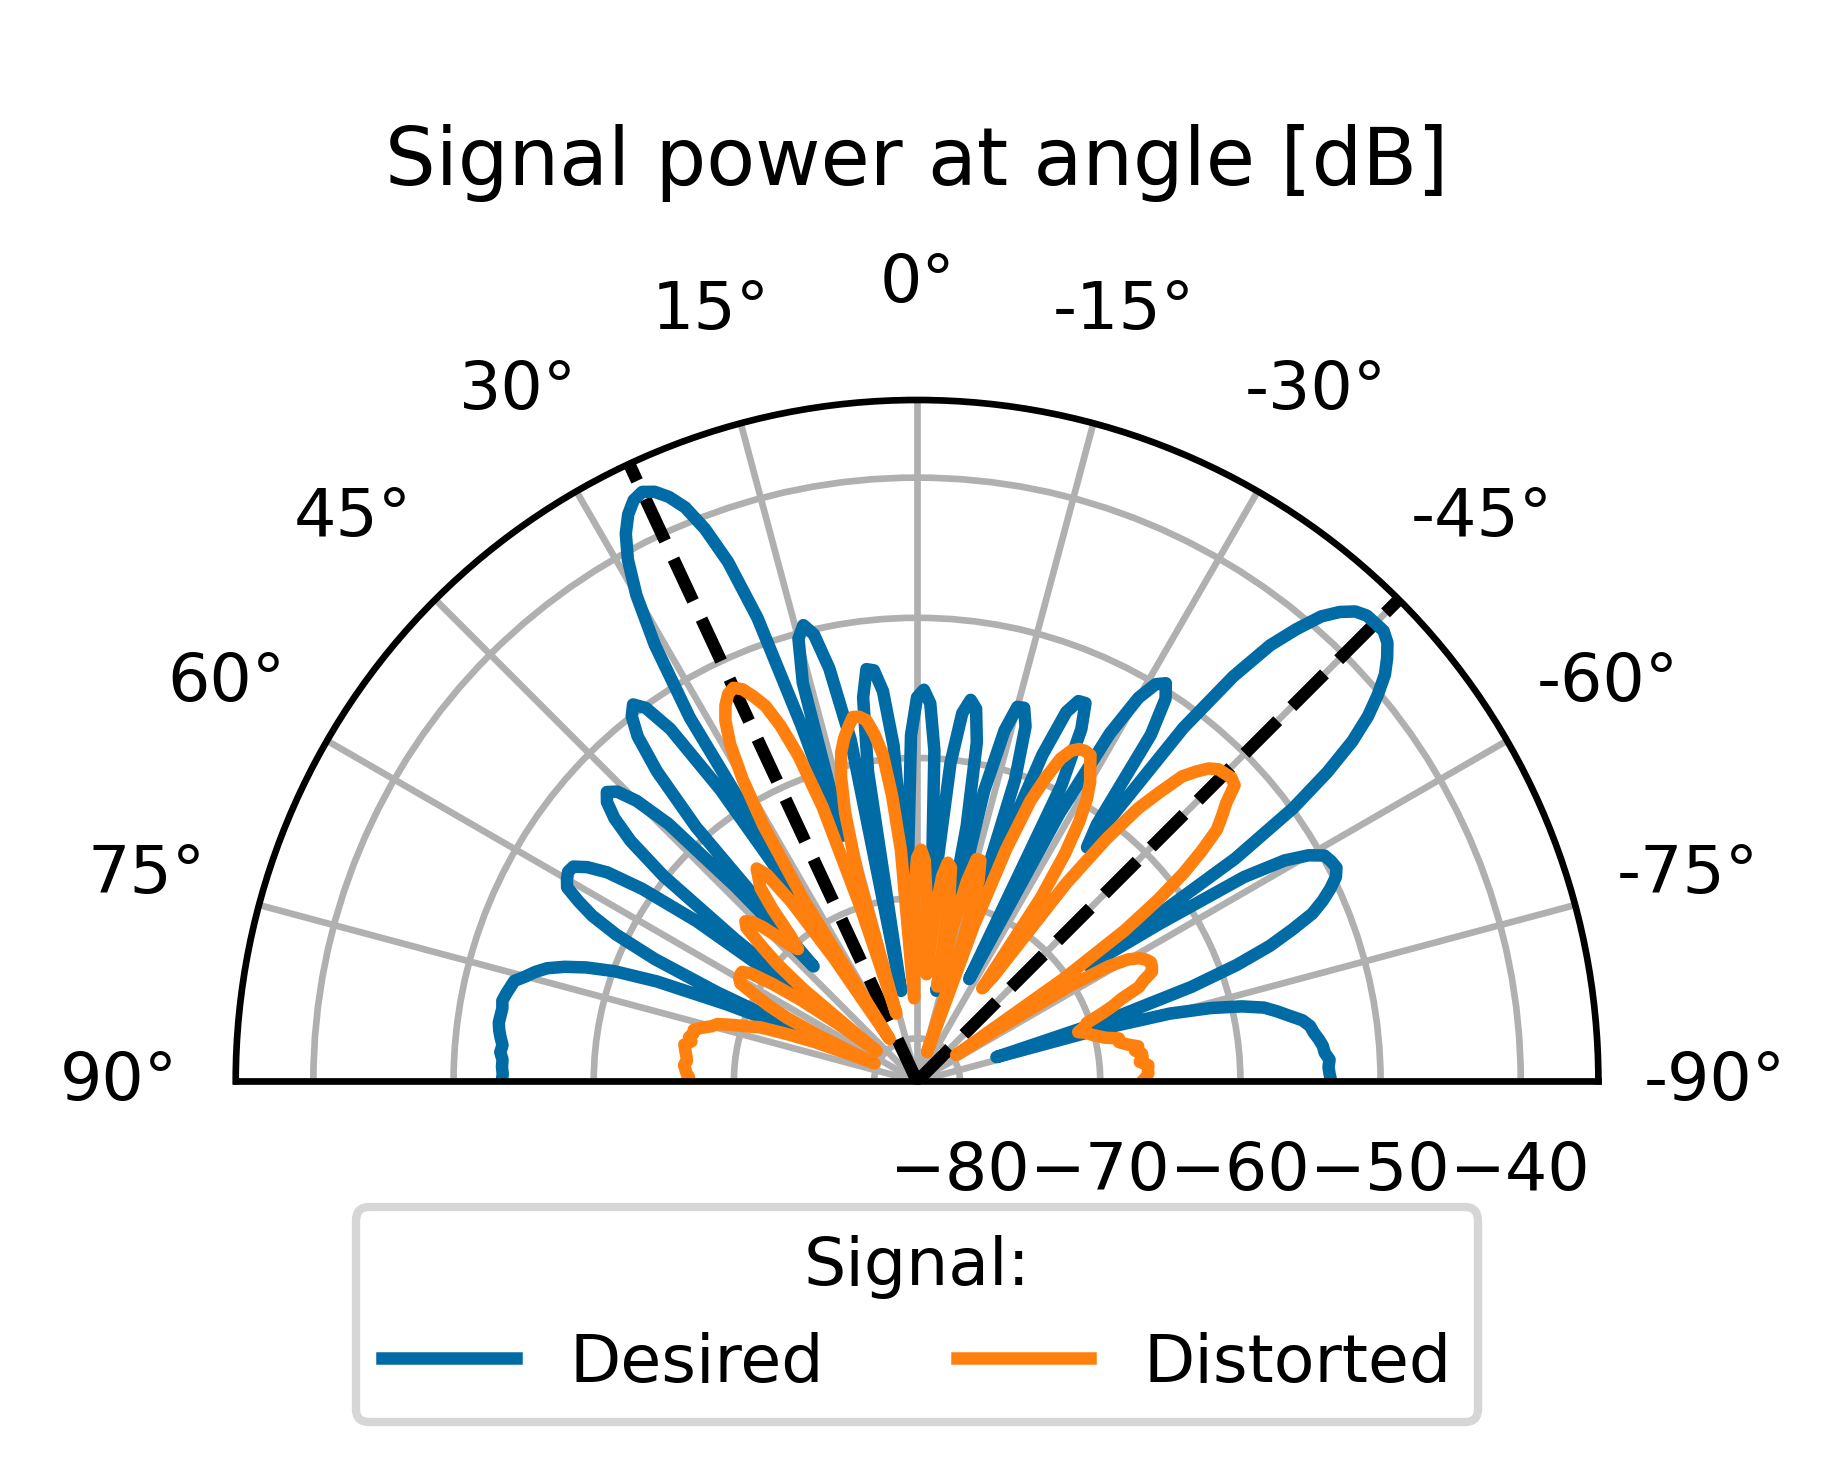 Signal power at angle [dB]
0°
15° -15°
30° -30°
45° -45°
60° -60°
75° -75°
90° -90°
−80 −70 −60 −50 −40
Signal:
Desired Distorted